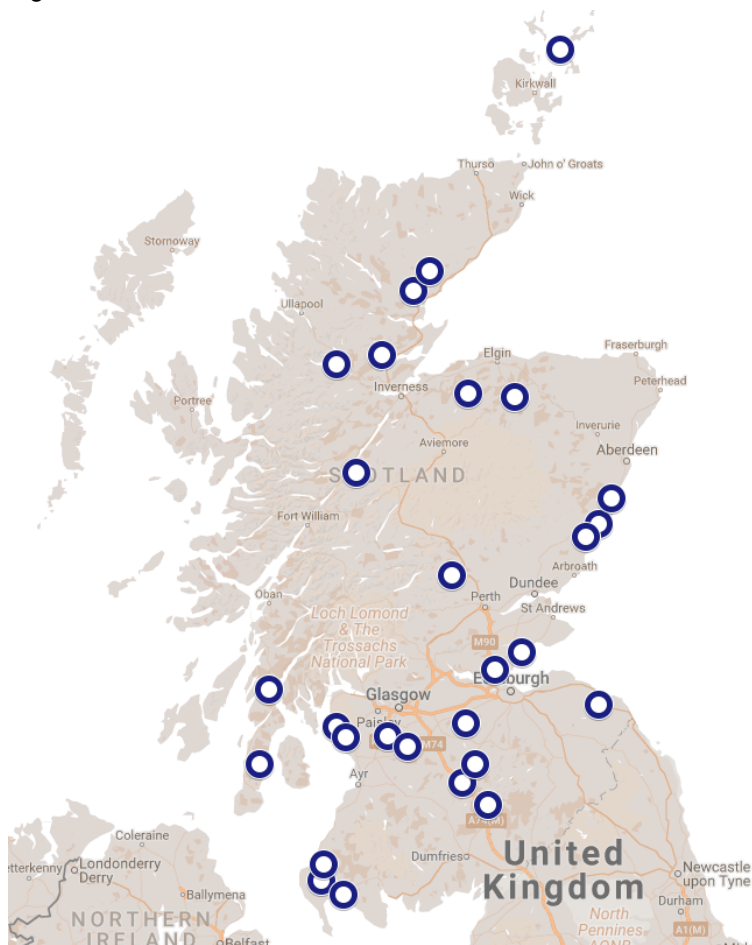 Kirkwall
Thurso
John o' Groats
Wick
Stornoway
Ullapool
Elgin
Fraserburgh
Peterhead
Inverness
Portree
Inverurie
Aviemore
Aberdeen
SCOTLAND
Fort William
Arbroath
Dundee
Oban
Perth
St Andrews
Loch Lomond
& The
Trossachs
National Park
M90
Edinburgh
Glasgow
Paisley
M74
Ayr
A74(M)
Coleraine
Dumfries
United
Kingdom
etterkenny
Londonderry
Derry
Newcastle
upon Tyne
Ballymena
Durham
NORTHERN
IRELAND
North
Pennines
A1(M)
Belfast